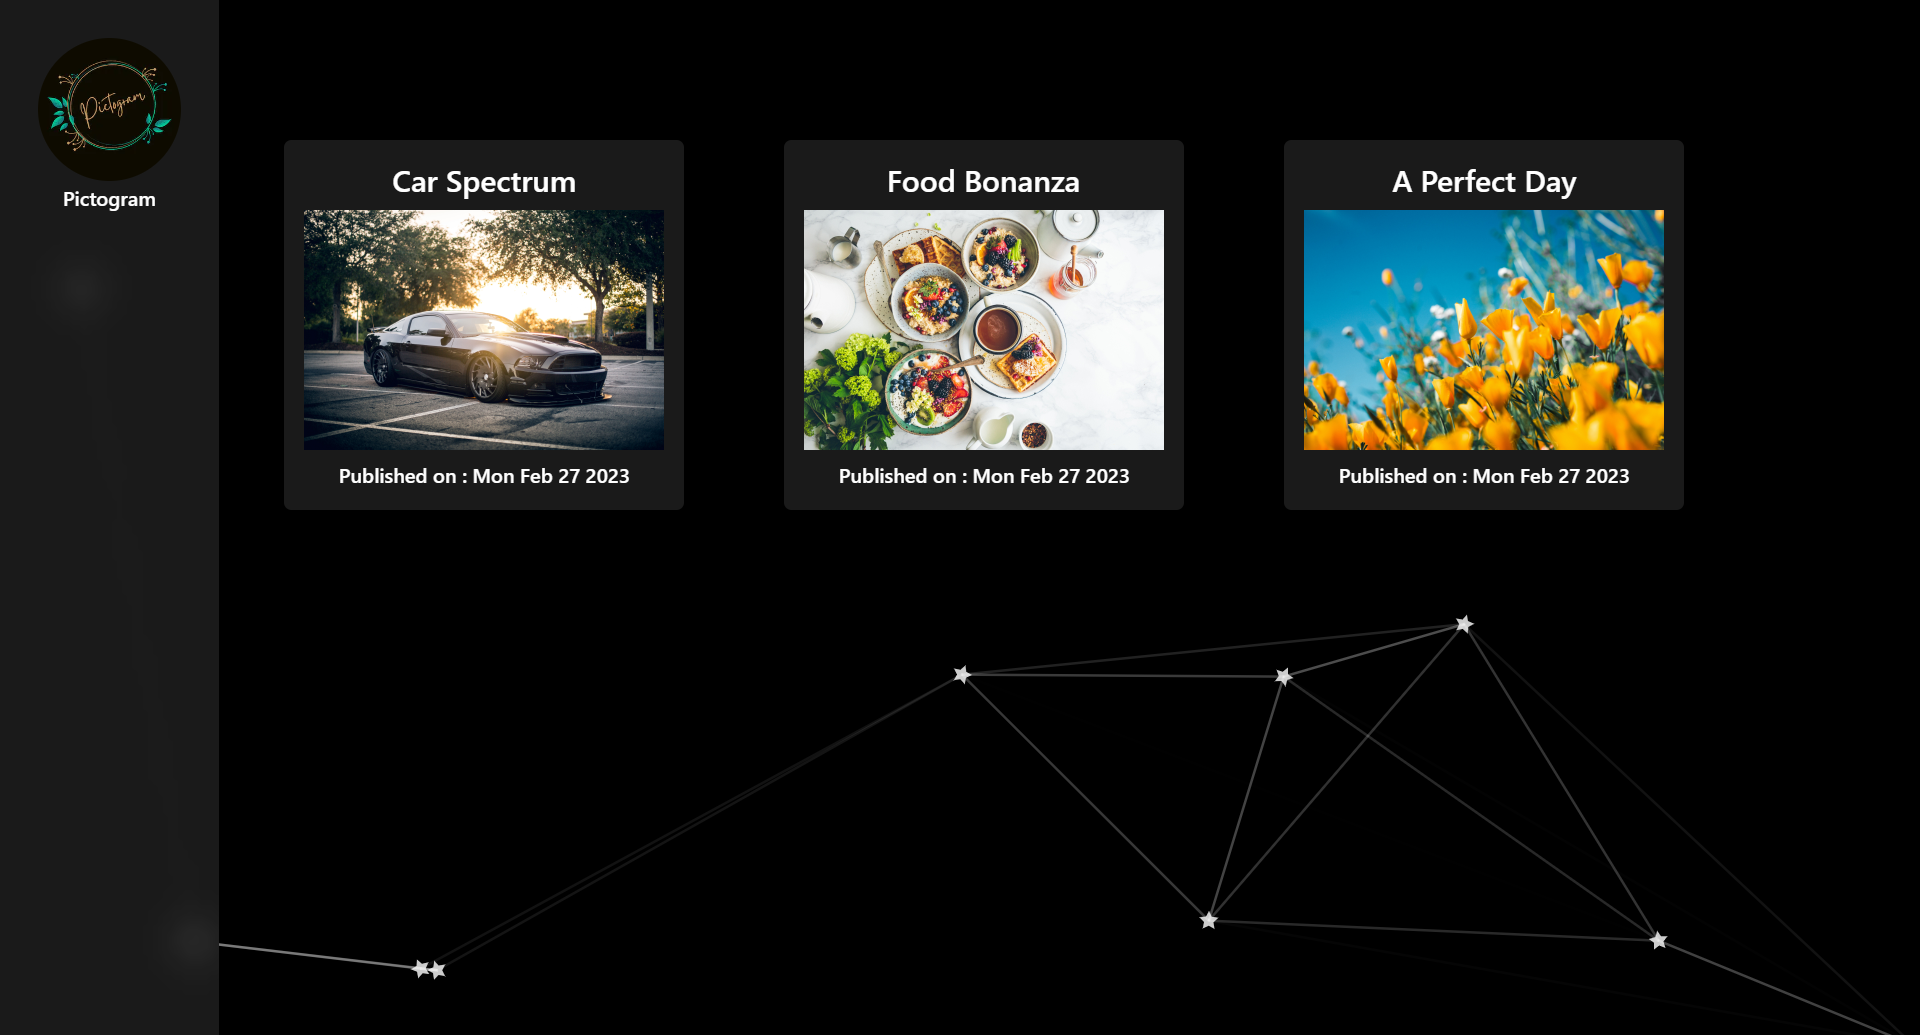 Pictogram
Pictogram
Car Spectrum
Published on : Mon Feb 27 2023
Food Bonanza
Published on : Mon Feb 27 2023
A Perfect Day
Published on : Mon Feb 27 2023